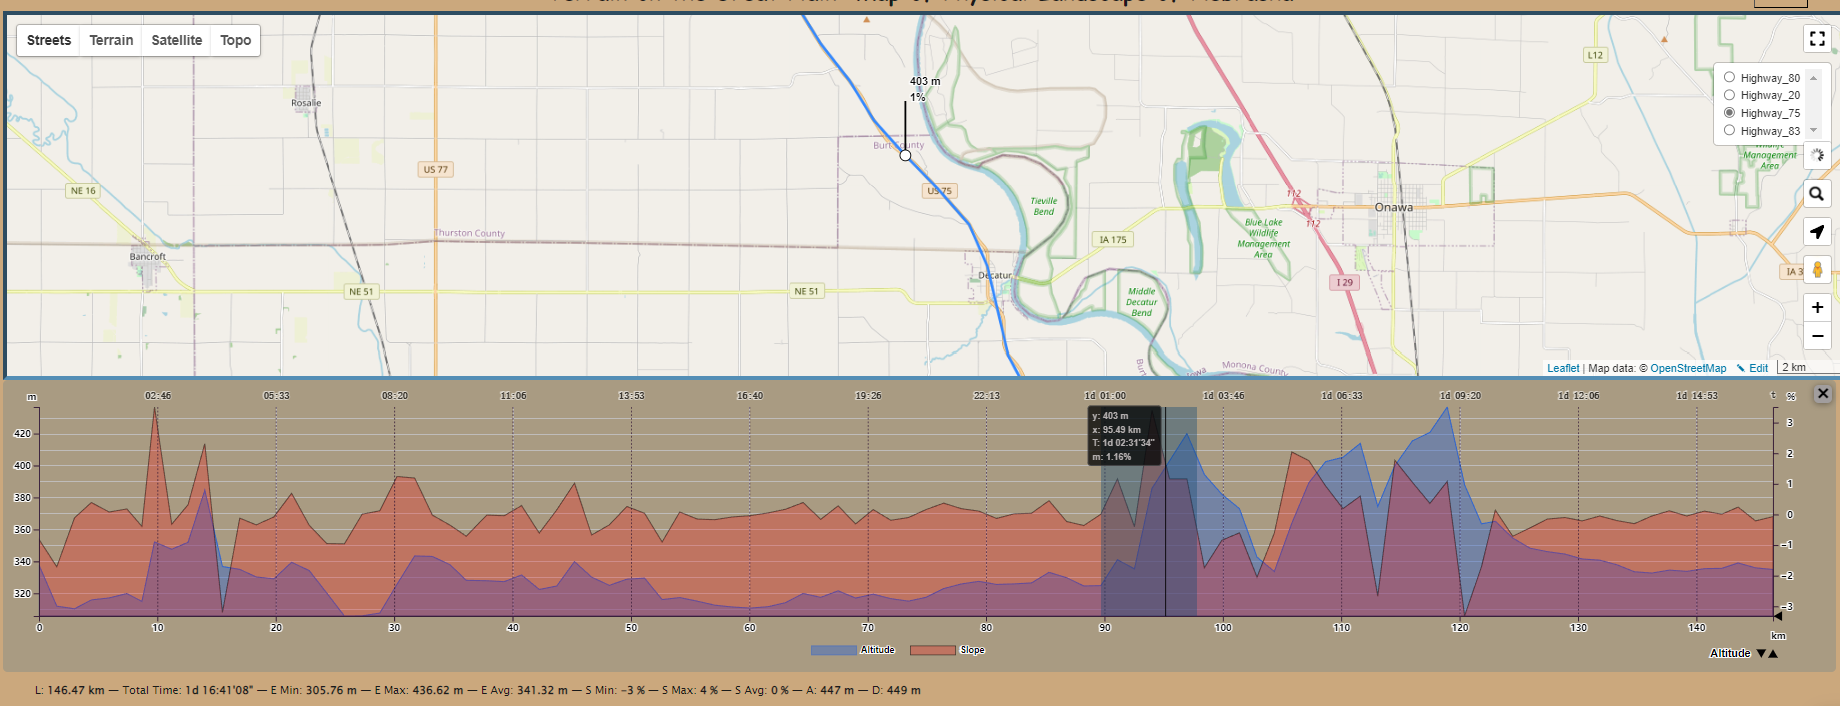 Streets Terrain Satellite Topo
Highway_80
Highway_20
Highway_75
Highway_83
403 m
1%
L12
Rosalie
Burt County
US 77
NE 16
US 75
Tieville
Bend
Management
Area
112
112
Onawa
Blue Lake
Wildlife
Management
Area
IA 175
Thurston County
Bancroft
Decatur
IA 3
I 29
NE 51
NE 51
Middle
Decatur
Bend
Iowa
Monona County
+
−
Leaflet | Map data: © OpenStreetMap Edit
2 km
m 02:46 05:33 08:20 11:06 13:53 16:40 19:26 22:13 1d 01:00 1d 03:46 1d 06:33 1d 09:20 1d 12:06 1d 14:53 t %
y: 403 m
x: 95.49 km
T: 1d 02:31'34"
m: 1.16%
420
400
380
360
340
320
3
2
1
0
−1
−2
−3
0 10 20 30 40 50 60 70 80 90 100 110 120 130 140
km
Altitude Slope
Altitude ▼▲
L: 146.47 km — Total Time: 1d 16:41'08" — E Min: 305.76 m — E Max: 436.62 m — E Avg: 341.32 m — S Min: −3 % — S Max: 4 % — S Avg: 0 % — A: 447 m — D: 449 m